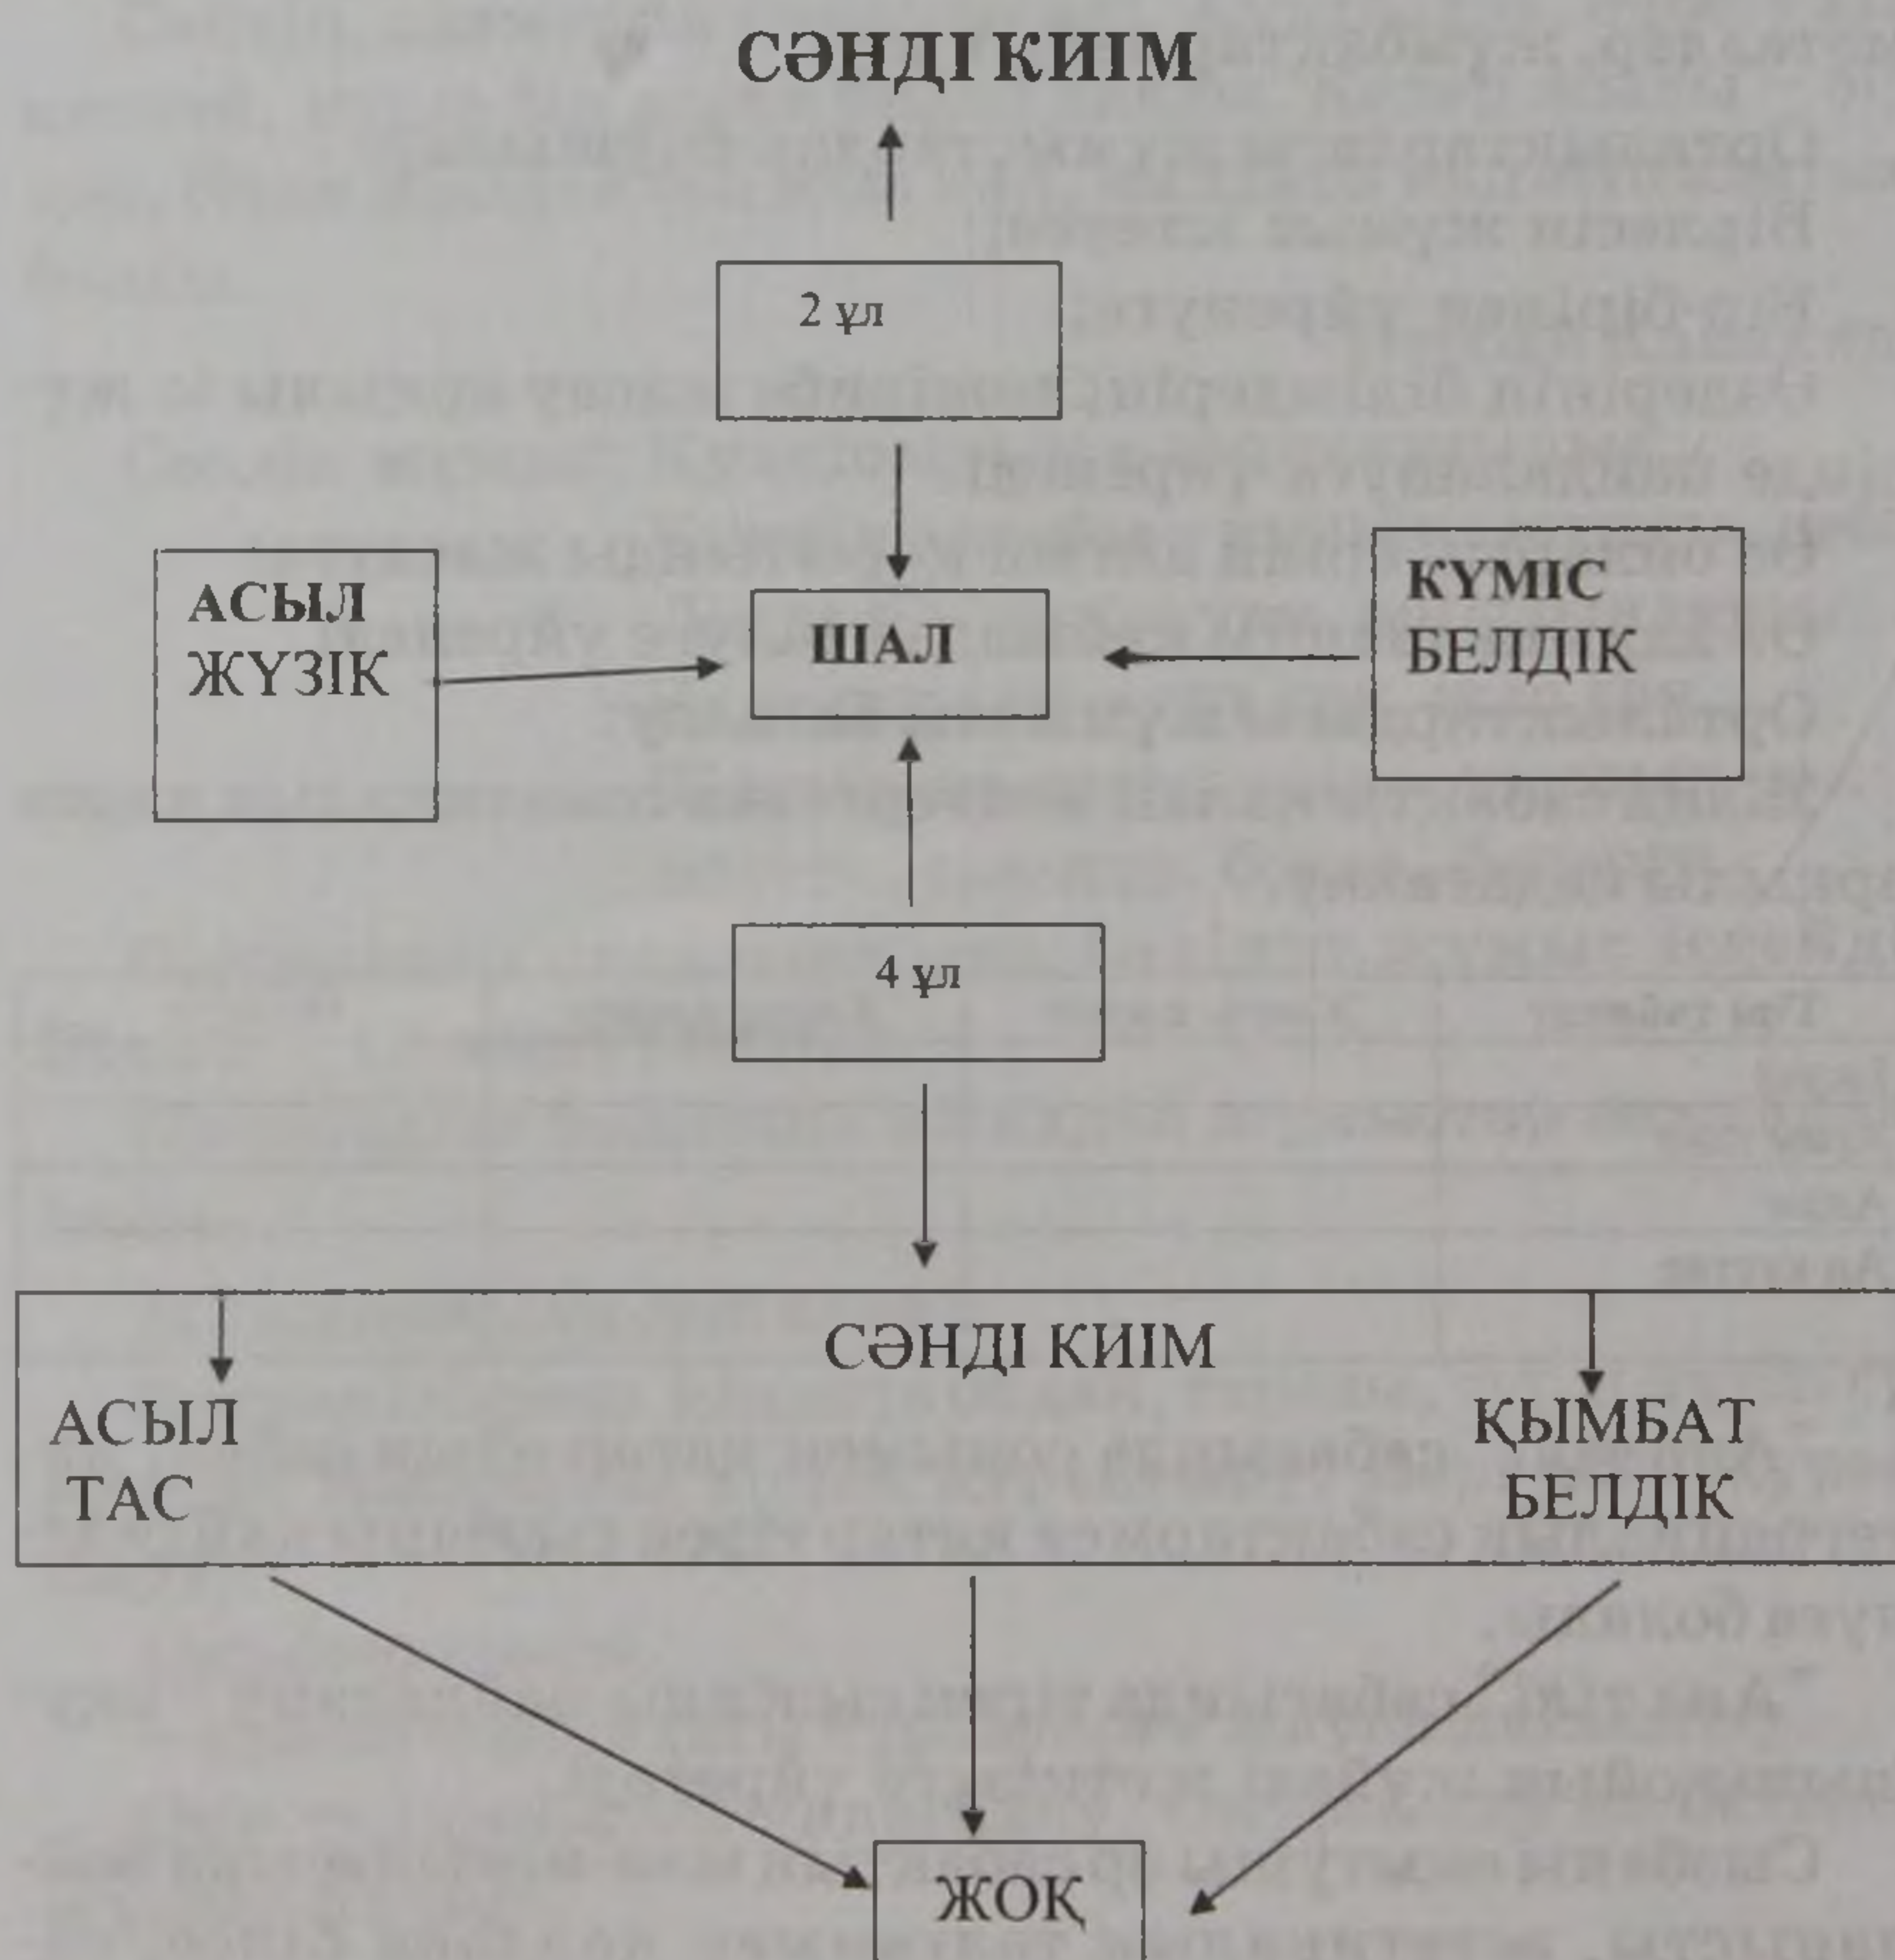 СӘНДІ КИІМ
2 ұл
АСЫЛ
ЖҮЗІК
ШАЛ
КҮМІС
БЕЛДІК
4 ұл
СӘНДІ КИІМ
АСЫЛ
ТАС
ҚЫМБАТ
БЕЛДІК
ЖОҚ